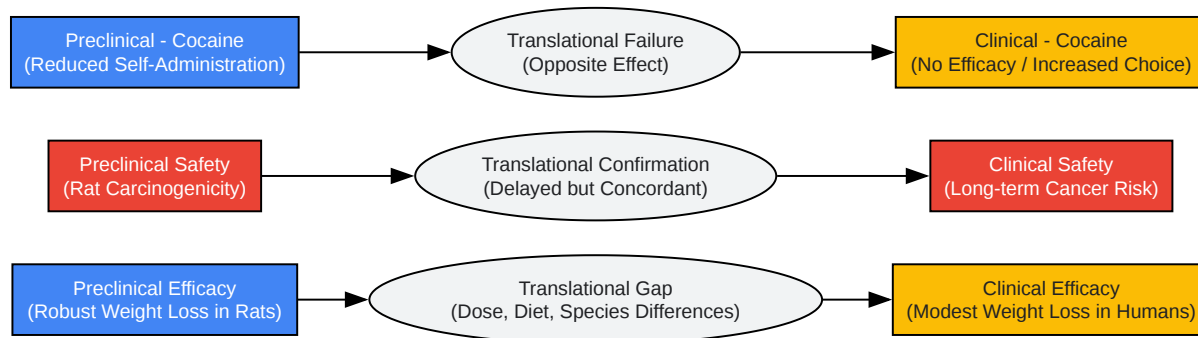 Preclinical - Cocaine
(Reduced Self-Administration)
Translational Failure
(Opposite Effect)
Clinical - Cocaine
(No Efficacy / Increased Choice)
Preclinical Safety
(Rat Carcinogenicity)
Translational Confirmation
(Delayed but Concordant)
Clinical Safety
(Long-term Cancer Risk)
Preclinical Efficacy
(Robust Weight Loss in Rats)
Translational Gap
(Dose, Diet, Species Differences)
Clinical Efficacy
(Modest Weight Loss in Humans)